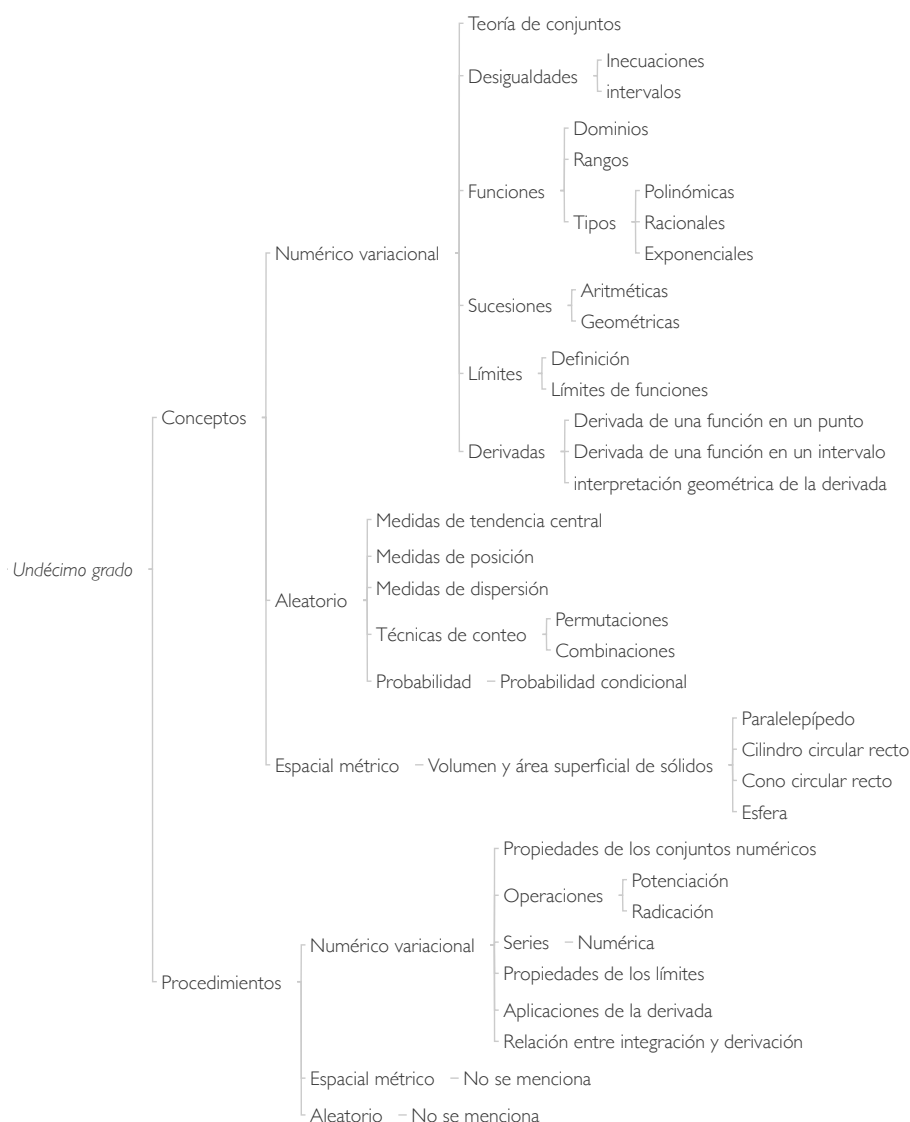 Teoría de conjuntos
Inecuaciones
Desigualdades
intervalos
Dominios
Rangos
Funciones
Polinómicas
Tipos
Racionales
Exponenciales
Numérico variacional
Aritméticas
Sucesiones
Geométricas
Definición
Límites
Límites de funciones
Conceptos
Derivada de una función en un punto
Derivadas
Derivada de una función en un intervalo
interpretación geométrica de la derivada
Medidas de tendencia central
Medidas de posición
Undécimo grado
Medidas de dispersión
Aleatorio
Permutaciones
Técnicas de conteo
Combinaciones
Probabilidad
Probabilidad condicional
Paralelepípedo
Cilindro circular recto
Espacial métrico
Volumen y área superficial de sólidos
Cono circular recto
Esfera
Propiedades de los conjuntos numéricos
Potenciación
Operaciones
Radicación
Numérico variacional
Series
Numérica
Propiedades de los límites
Procedimientos
Aplicaciones de la derivada
Relación entre integración y derivación
Espacial métrico
No se menciona
Aleatorio
No se menciona